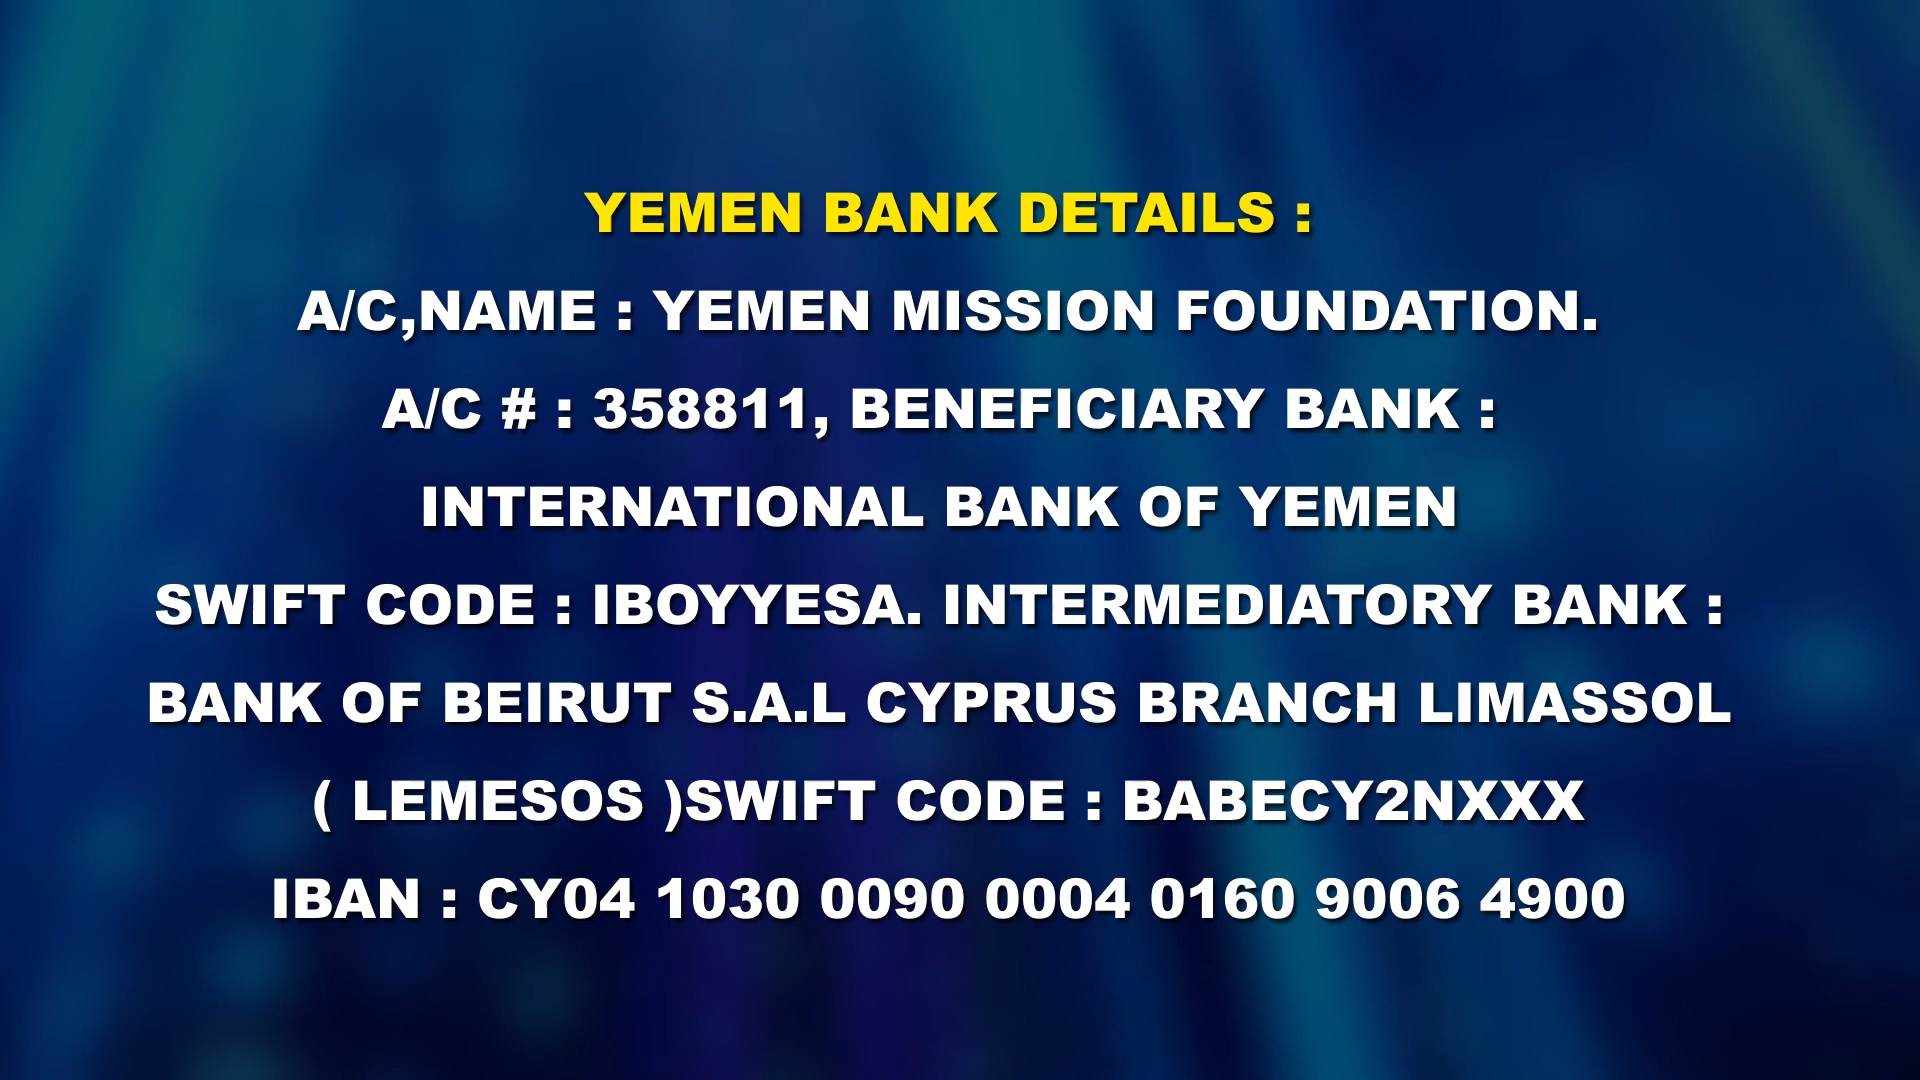 YEMEN BANK DETAILS :
A/C,NAME : YEMEN MISSION FOUNDATION.
A/C # : 358811, BENEFICIARY BANK :
INTERNATIONAL BANK OF YEMEN
SWIFT CODE : IBOYYESA. INTERMEDIATORY BANK :
BANK OF BEIRUT S.A.L CYPRUS BRANCH LIMASSOL
( LEMESOS )SWIFT CODE : BABECY2NXXX
IBAN : CY04 1030 0090 0004 0160 9006 4900